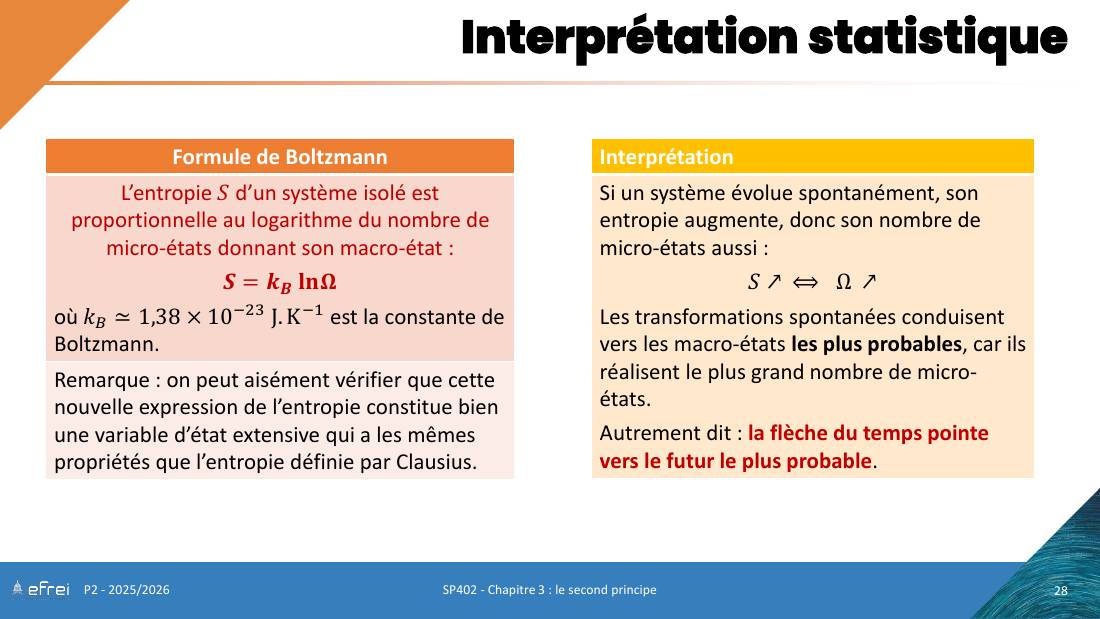 Interprétation statistique
Formule de Boltzmann
L’entropie S d’un système isolé est
proportionnelle au logarithme du nombre de
micro-états donnant son macro-état :
S = k_B lnΩ
où k_B ≃ 1,38 × 10⁻²³ J. K⁻¹ est la constante de
Boltzmann.
Remarque : on peut aisément vérifier que cette
nouvelle expression de l’entropie constitue bien
une variable d’état extensive qui a les mêmes
propriétés que l’entropie définie par Clausius.
Interprétation
Si un système évolue spontanément, son
entropie augmente, donc son nombre de
micro-états aussi :
S ↗ ⟺ Ω ↗
Les transformations spontanées conduisent
vers les macro-états les plus probables, car ils
réalisent le plus grand nombre de micro-
états.
Autrement dit : la flèche du temps pointe
vers le futur le plus probable.
efrei P2 - 2025/2026
SP402 - Chapitre 3 : le second principe
28